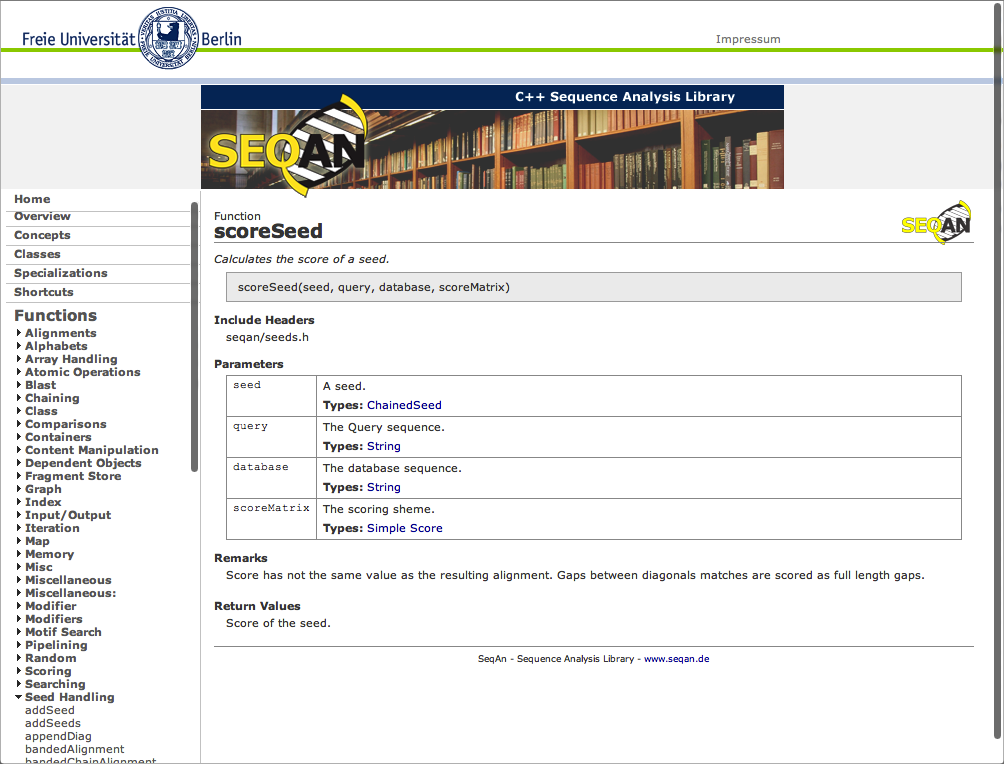 Freie Universität Berlin
Impressum
C++ Sequence Analysis Library
SEQAN
Home
Overview
Concepts
Classes
Specializations
Shortcuts
Functions
Alignments
Alphabets
Array Handling
Atomic Operations
Blast
Chaining
Class
Comparisons
Containers
Content Manipulation
Dependent Objects
Fragment Store
Graph
Index
Input/Output
Iteration
Map
Memory
Misc
Miscellaneous
Miscellaneous:
Modifier
Modifiers
Motif Search
Pipelining
Random
Scoring
Searching
Seed Handling
addSeed
addSeeds
appendDiag
bandedAlignment
bandedChainAlignment
Function
scoreSeed
SEQAN
Calculates the score of a seed.
scoreSeed(seed, query, database, scoreMatrix)
Include Headers
seqan/seeds.h
Parameters
seed A seed.
Types: ChainedSeed
query The Query sequence.
Types: String
database The database sequence.
Types: String
scoreMatrix The scoring sheme.
Types: Simple Score
Remarks
Score has not the same value as the resulting alignment. Gaps between diagonals matches are scored as full length gaps.
Return Values
Score of the seed.
SeqAn - Sequence Analysis Library - www.seqan.de